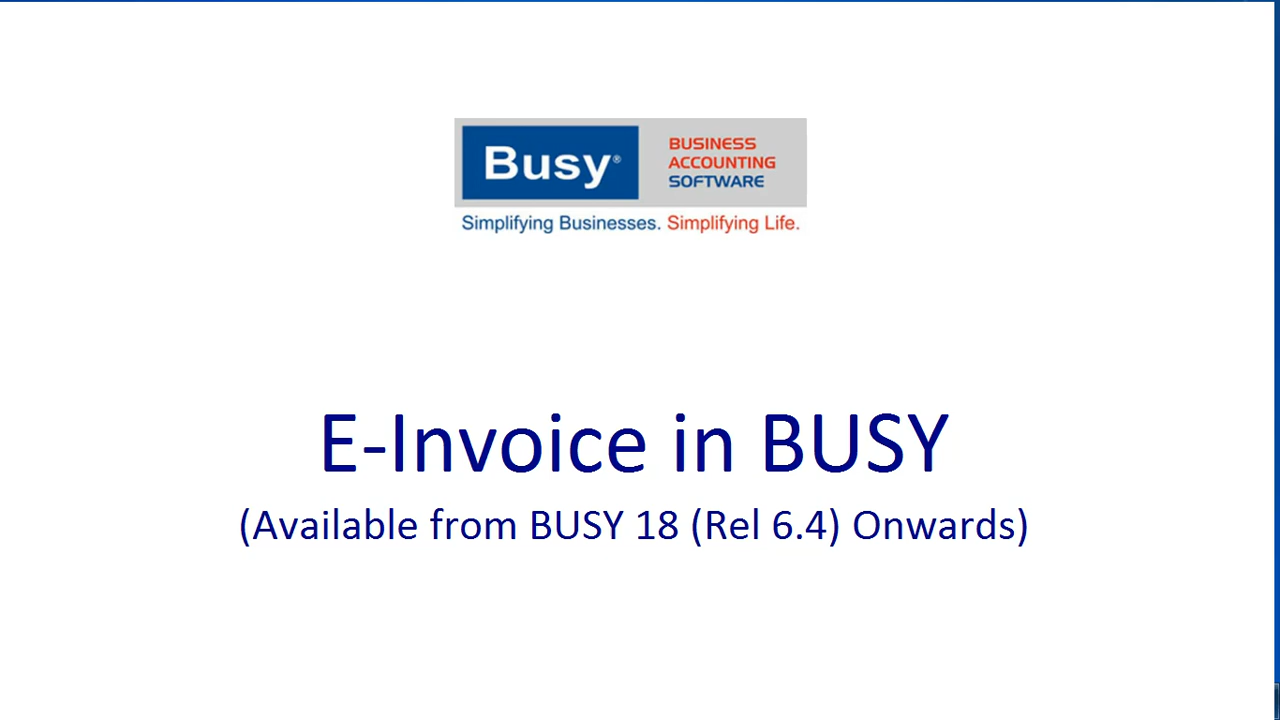 Busy®
BUSINESS
ACCOUNTING
SOFTWARE
Simplifying Businesses. Simplifying Life.
E-Invoice in BUSY
(Available from BUSY 18 (Rel 6.4) Onwards)